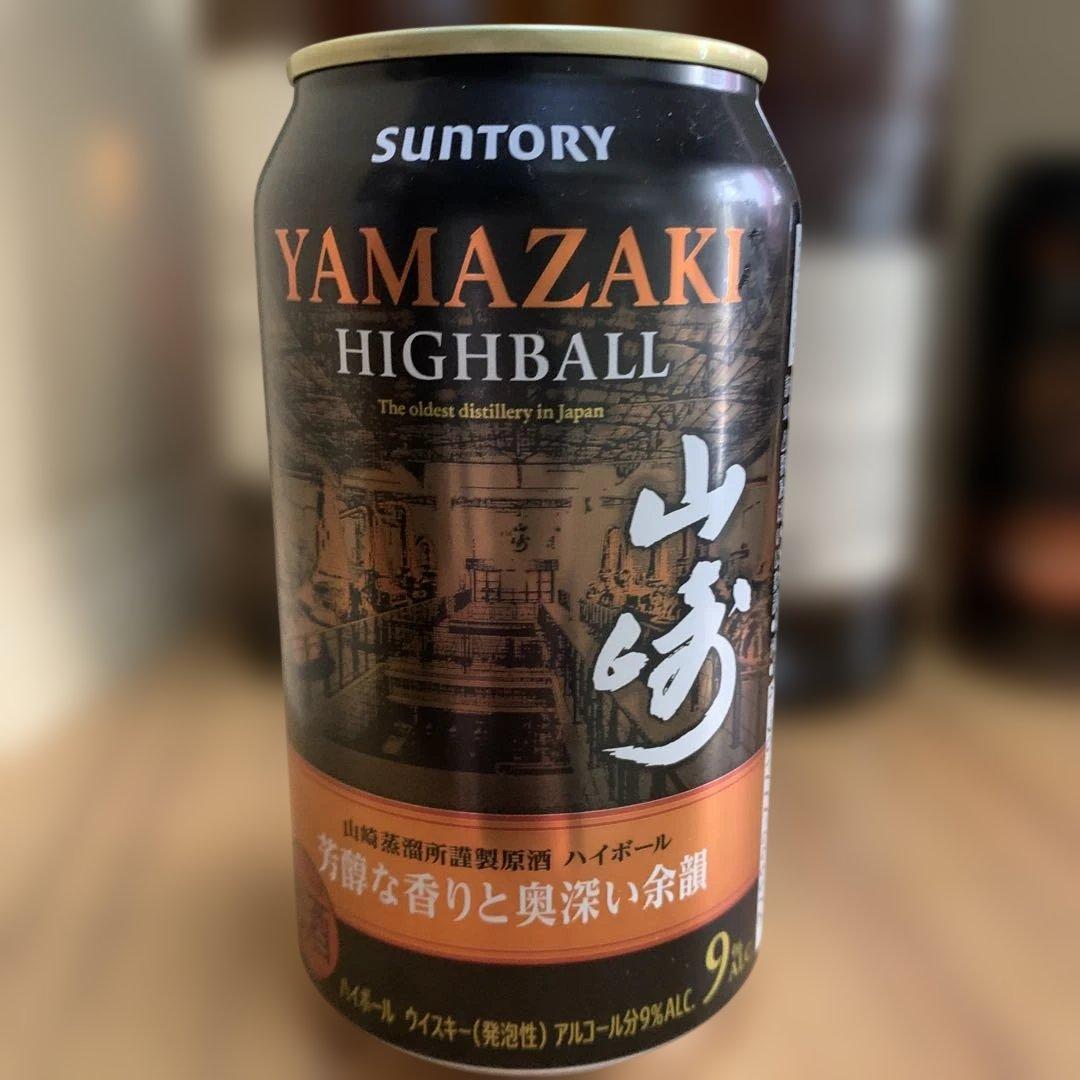 SUNTORY
YAMAZAKI
HIGHBALL
The oldest distillery in Japan
山崎
山崎蒸溜所謹製原酒 ハイボール
芳醇な香りと奥深い余韻
9% ALC.
ハイボール ウイスキー(発泡性) アルコール分9%ALC.